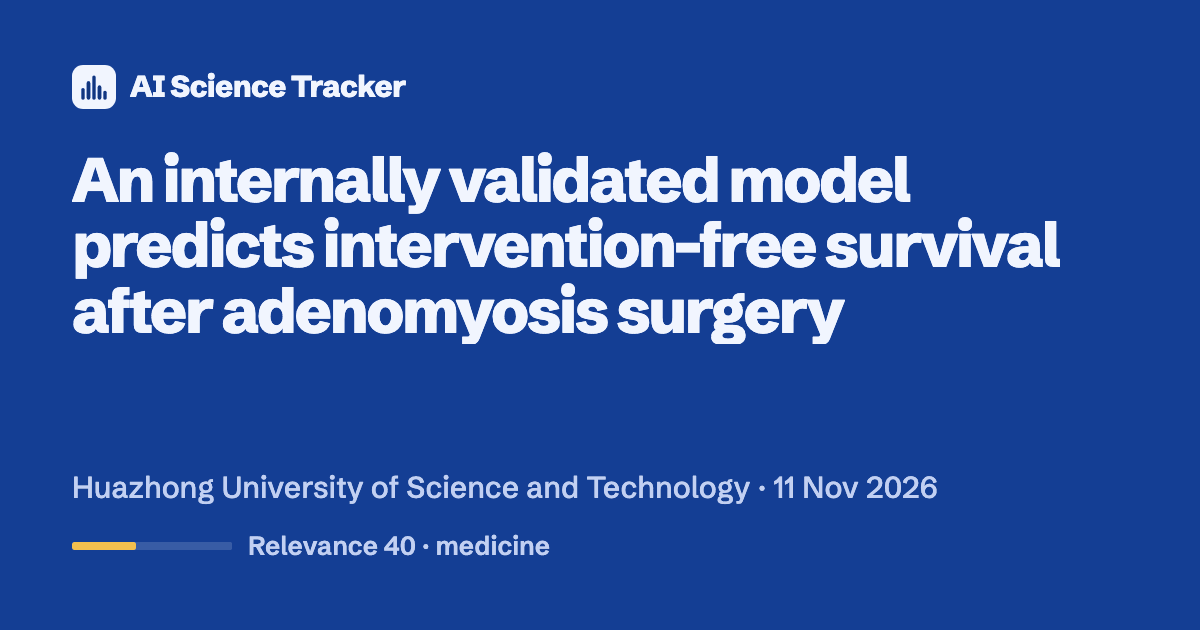 AI Science Tracker
An internally validated model
predicts intervention-free survival
after adenomyosis surgery
Huazhong University of Science and Technology · 11 Nov 2026
Relevance 40 · medicine